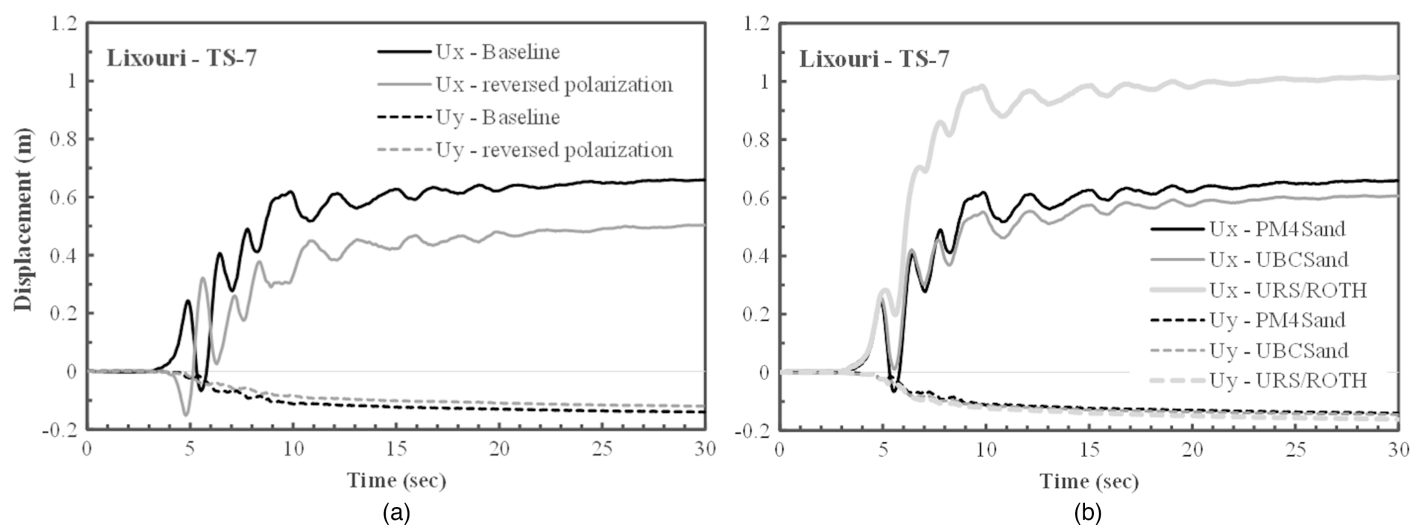 Lixouri - TS-7
Ux - Baseline
Ux - reversed polarization
Uy - Baseline
Uy - reversed polarization
Displacement (m)
1.2
1
0.8
0.6
0.4
0.2
0
-0.2
0 5 10 15 20 25 30
Time (sec)
(a)
Lixouri - TS-7
Ux - PM4Sand
Ux - UBCSand
Ux - URS/ROTH
Uy - PM4Sand
Uy - UBCSand
Uy - URS/ROTH
1.2
1
0.8
0.6
0.4
0.2
0
-0.2
0 5 10 15 20 25 30
Time (sec)
(b)